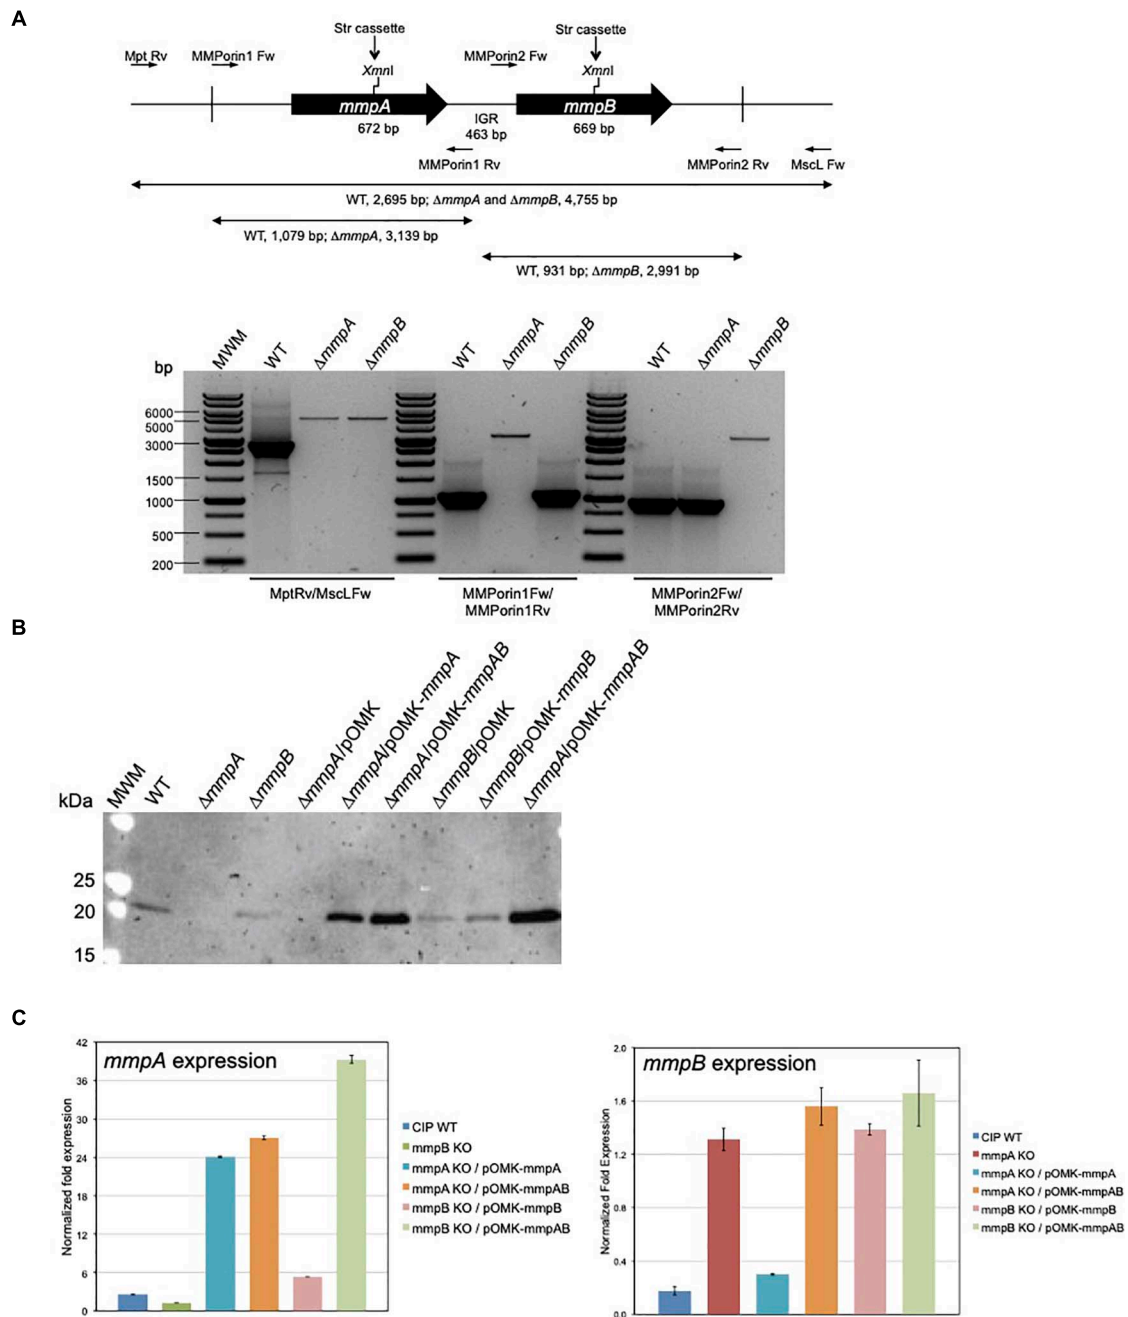 A
Str cassette
Str cassette
Mpt Rv
MMPorin1 Fw
XmnI
MMPorin2 Fw
XmnI
mmpA
mmpB
672 bp
IGR
463 bp
669 bp
MMPorin1 Rv
MMPorin2 Rv
MscL Fw
WT, 2,695 bp; ΔmmpA and ΔmmpB, 4,755 bp
WT, 1,079 bp; ΔmmpA, 3,139 bp
WT, 931 bp; ΔmmpB, 2,991 bp
bp
MWM
WT
ΔmmpA
ΔmmpB
WT
ΔmmpA
ΔmmpB
WT
ΔmmpA
ΔmmpB
6000
5000
3000
1500
1000
500
200
MptRv/MscLFw
MMPorin1Fw/
MMPorin1Rv
MMPorin2Fw/
MMPorin2Rv
B
kDa
MWM
WT
ΔmmpA
ΔmmpB
ΔmmpA/pOMK
ΔmmpA/pOMK-mmpA
ΔmmpA/pOMK-mmpAB
ΔmmpB/pOMK
ΔmmpB/pOMK-mmpB
ΔmmpA/pOMK-mmpAB
25
20
15
C
mmpA expression
Normalized fold expression
42
36
30
24
18
12
6
0
CIP WT
mmpB KO
mmpA KO / pOMK-mmpA
mmpA KO / pOMK-mmpAB
mmpB KO / pOMK-mmpB
mmpB KO / pOMK-mmpAB
mmpB expression
Normalized Fold Expression
2.0
1.6
1.2
0.8
0.4
0.0
CIP WT
mmpA KO
mmpA KO / pOMK-mmpA
mmpA KO / pOMK-mmpAB
mmpB KO / pOMK-mmpB
mmpB KO / pOMK-mmpAB